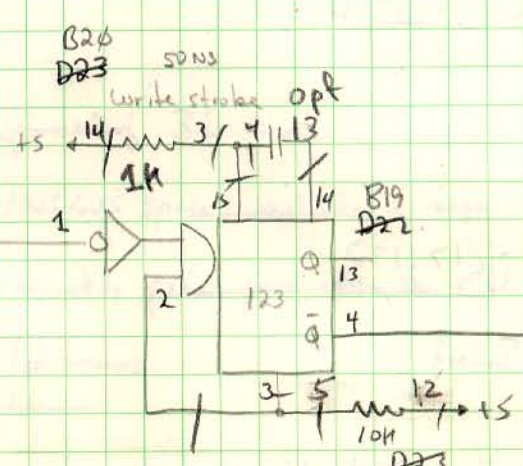 B20
D23
50NS
write strobe
opt
+5 14 3 4 13
1K
15 14
B19
D22
1
Q 13
2
123
Q̄ 4
3 5 12 +5
10K
D23